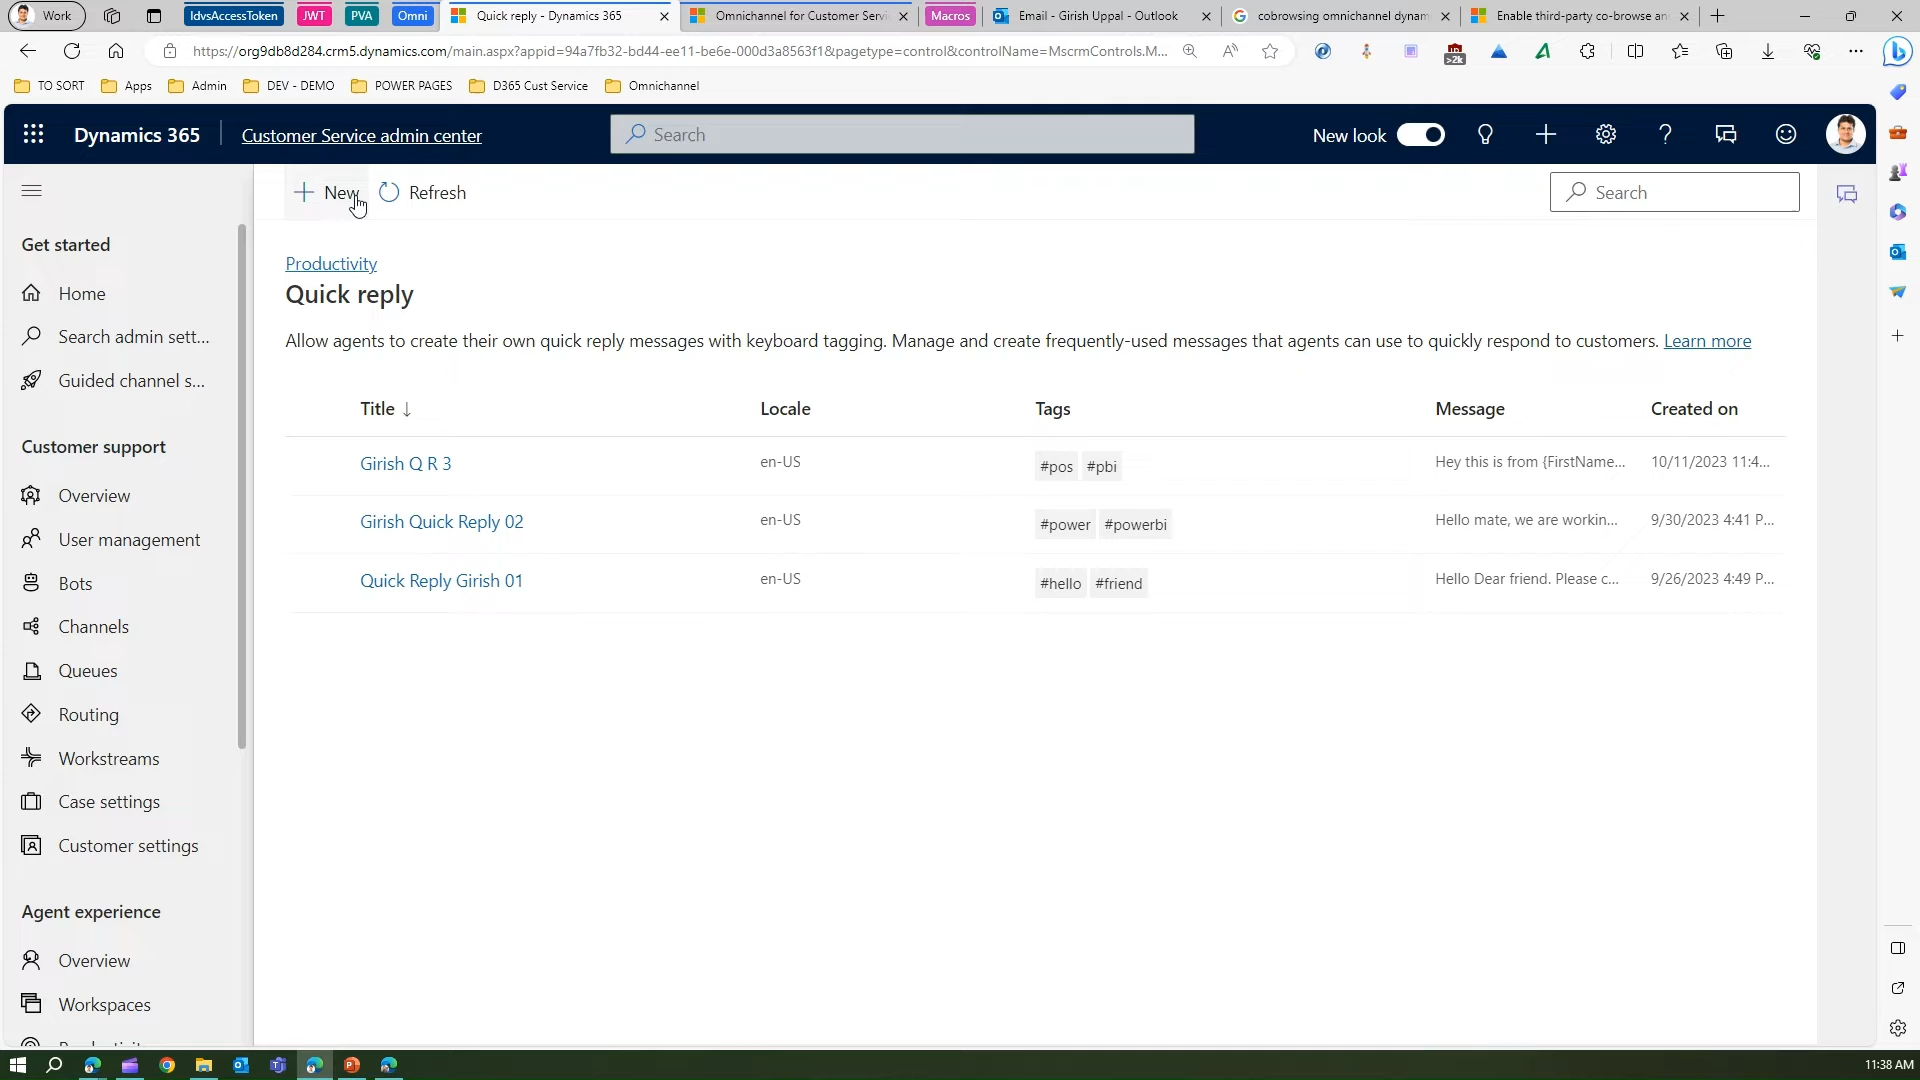 Work
IdvsAccessToken
JWT
PVA
Omni
Quick reply - Dynamics 365
Omnichannel for Customer Servi
Macros
Email - Girish Uppal - Outlook
cobrowsing omnichannel dynam
Enable third-party co-browse an
https://org9db8d284.crm5.dynamics.com/main.aspx?appid=94a7fb32-bd44-ee11-be6e-000d3a8563f1&pagetype=control&controlName=MscrmControls.M...
>2k
TO SORT
Apps
Admin
DEV - DEMO
POWER PAGES
D365 Cust Service
Omnichannel
Dynamics 365
Customer Service admin center
Search
New look
New
Refresh
Search
Get started
Home
Search admin sett...
Guided channel s...
Customer support
Overview
User management
Bots
Channels
Queues
Routing
Workstreams
Case settings
Customer settings
Agent experience
Overview
Workspaces
Productivity
Quick reply
Allow agents to create their own quick reply messages with keyboard tagging. Manage and create frequently-used messages that agents can use to quickly respond to customers. Learn more
Title ↓ Locale Tags Message Created on
Girish Q R 3 en-US #pos #pbi Hey this is from {FirstName... 10/11/2023 11:4...
Girish Quick Reply 02 en-US #power #powerbi Hello mate, we are workin... 9/30/2023 4:41 P...
Quick Reply Girish 01 en-US #hello #friend Hello Dear friend. Please c... 9/26/2023 4:49 P...
11:38 AM